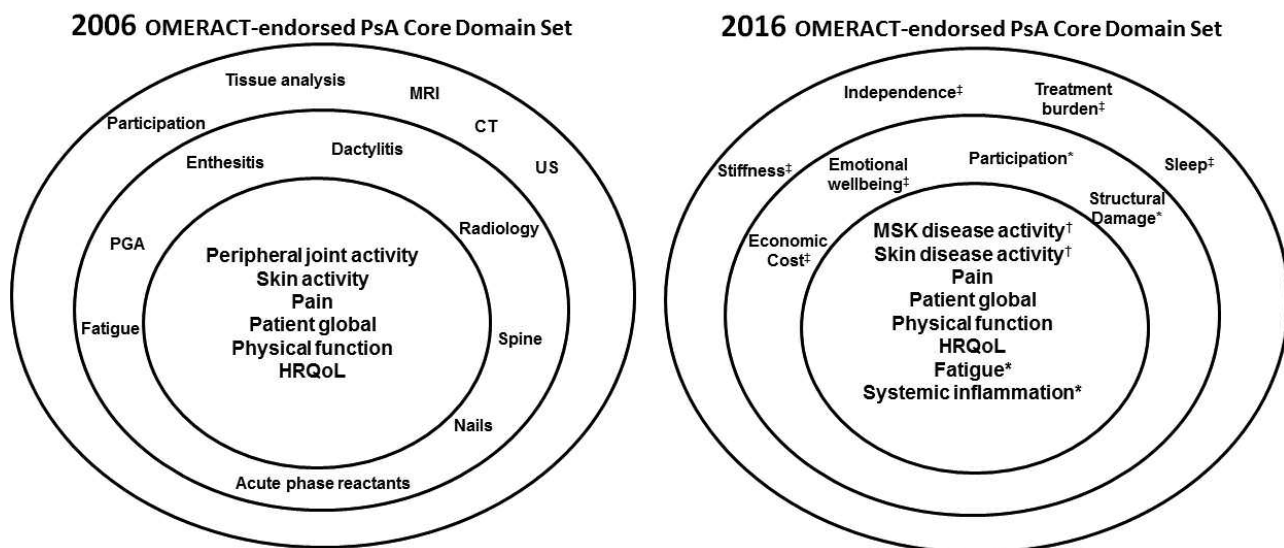 2006 OMERACT-endorsed PsA Core Domain Set
Tissue analysis
MRI
Participation
CT
Dactylitis
Enthesitis
US
Radiology
PGA
Peripheral joint activity
Skin activity
Pain
Patient global
Physical function
HRQoL
Fatigue
Spine
Nails
Acute phase reactants
2016 OMERACT-endorsed PsA Core Domain Set
Independence‡
Treatment
burden‡
Participation*
Emotional
wellbeing‡
Stiffness‡
Sleep‡
Structural
Damage*
Economic
Cost‡
MSK disease activity†
Skin disease activity†
Pain
Patient global
Physical function
HRQoL
Fatigue*
Systemic inflammation*